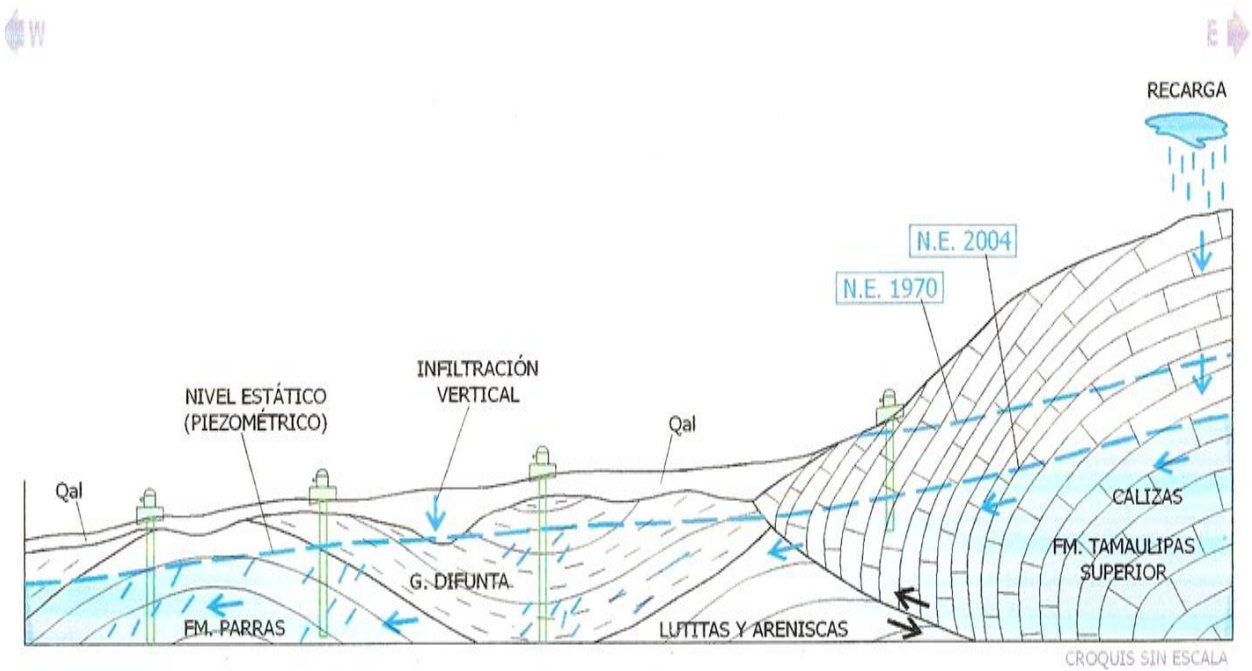 W
E
RECARGA
N.E. 2004
N.E. 1970
INFILTRACIÓN
VERTICAL
NIVEL ESTÁTICO
(PIEZOMÉTRICO)
Qal
Qal
CALIZAS
FM. TAMAULIPAS
SUPERIOR
G. DIFUNTA
FM. PARRAS
LUTITAS Y ARENISCAS
CROQUIS SIN ESCALA